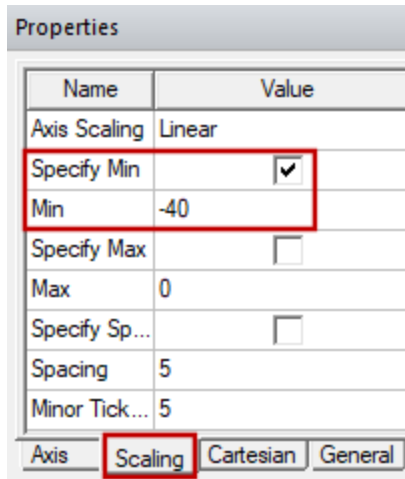 Properties
Name Value
Axis Scaling Linear
Specify Min
Min -40
Specify Max
Max 0
Specify Sp...
Spacing 5
Minor Tick... 5
Axis Scaling Cartesian General